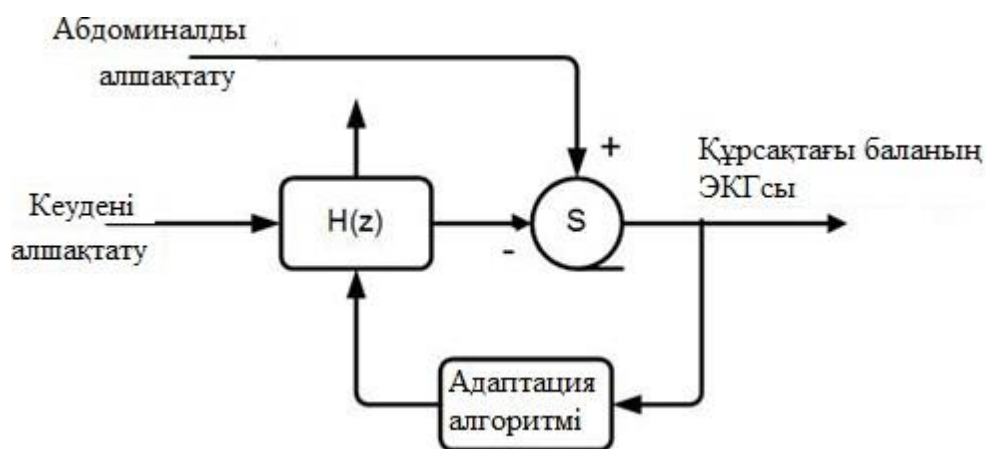 Абдоминалды
алшақтату
+
Құрсақтағы баланың
ЭКГсы
Кеудені
алшақтату
H(z)
-
S
Адаптация
алгоритмі